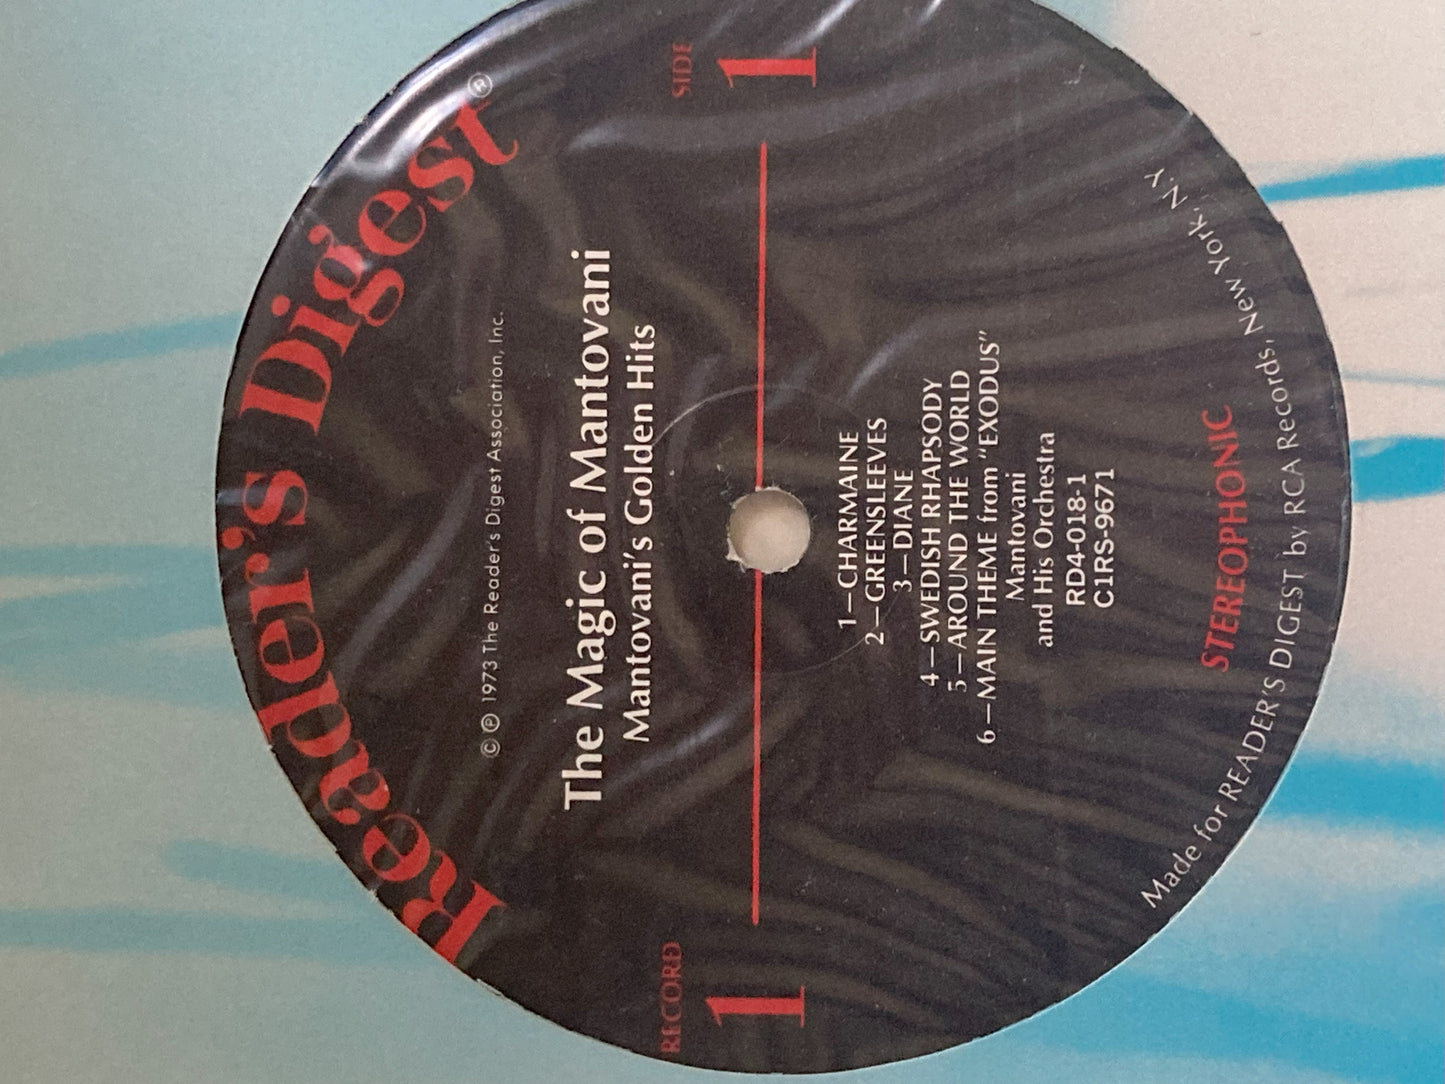 Reader's Digest®
© ℗ 1973 The Reader's Digest Association, Inc.
The Magic of Mantovani
Mantovani's Golden Hits
RECORD
1
SIDE
1
1—CHARMAINE
2—GREENSLEEVES
3—DIANE
4—SWEDISH RHAPSODY
5—AROUND THE WORLD
6—MAIN THEME from "EXODUS"
Mantovani
and His Orchestra
RD4-018-1
C1RS-9671
STEREOPHONIC
Made for READER'S DIGEST by RCA Records, New York, N.Y.